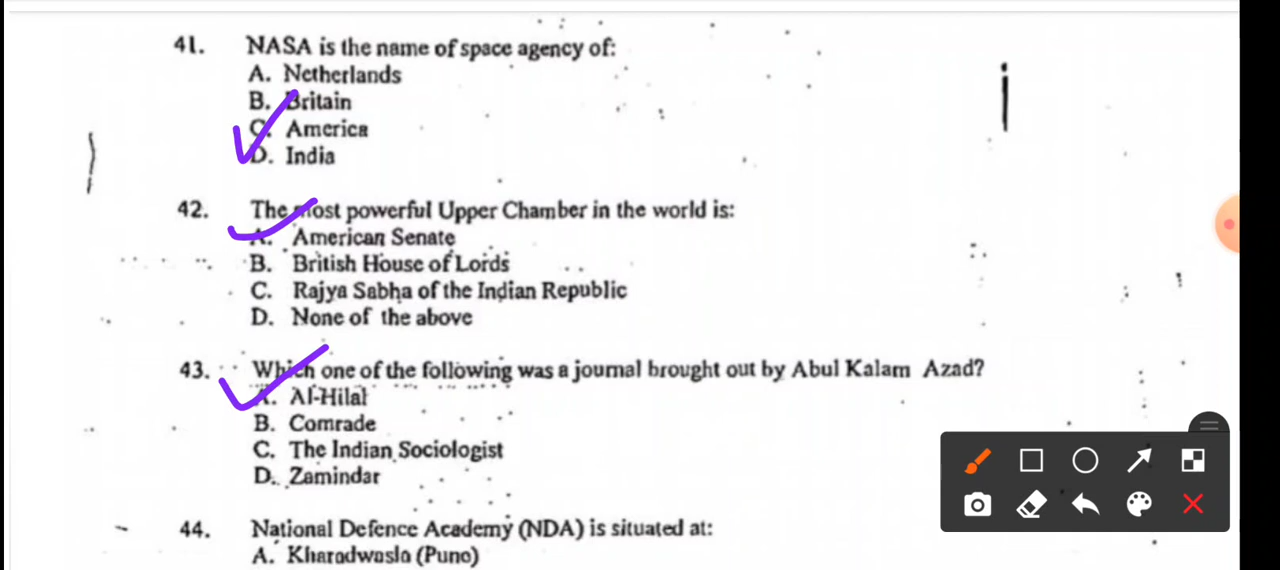 41. NASA is the name of space agency of:
A. Netherlands
B. Britain
C. America
D. India
42. The most powerful Upper Chamber in the world is:
A. American Senate
B. British House of Lords
C. Rajya Sabha of the Indian Republic
D. None of the above
43. Which one of the following was a journal brought out by Abul Kalam Azad?
A. Al-Hilal
B. Comrade
C. The Indian Sociologist
D. Zamindar
44. National Defence Academy (NDA) is situated at:
A. Kharadwasla (Pune)